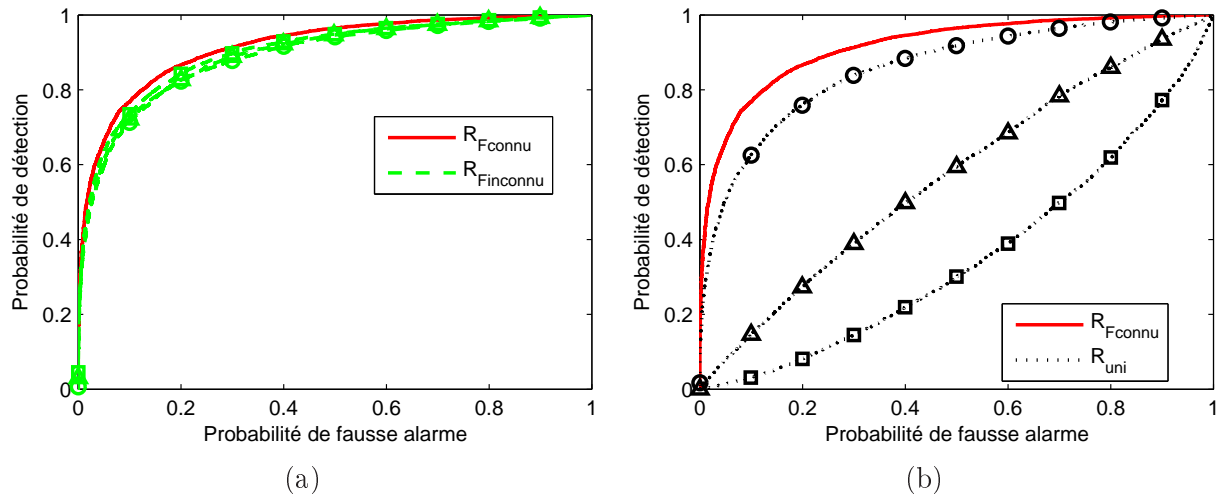 1
0.8
0.6
0.4
0.2
0
0 0.2 0.4 0.6 0.8 1
Probabilité de détection
Probabilité de fausse alarme
R_Fconnu
R_Finconnu
(a)
1
0.8
0.6
0.4
0.2
0
0 0.2 0.4 0.6 0.8 1
Probabilité de détection
Probabilité de fausse alarme
R_Fconnu
R_uni
(b)